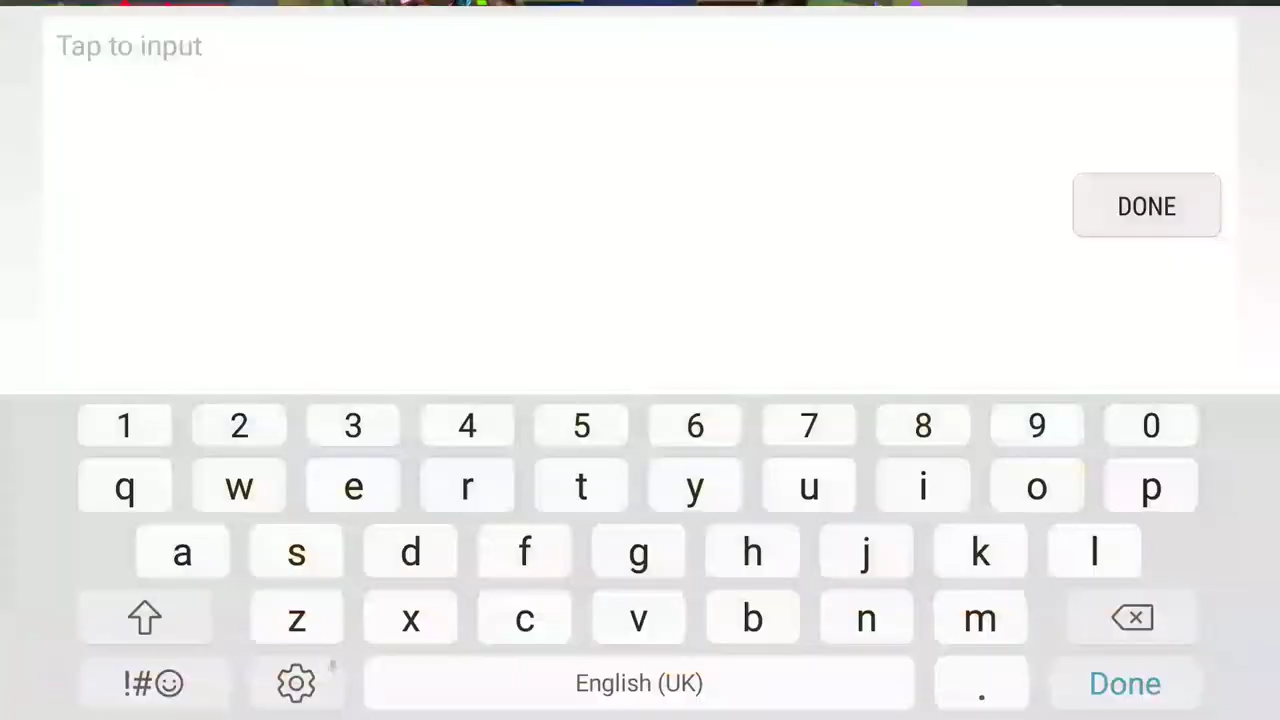 Tap to input
DONE
1 2 3 4 5 6 7 8 9 0
q w e r t y u i o p
a s d f g h j k l
z x c v b n m
!#☺ English (UK) . Done